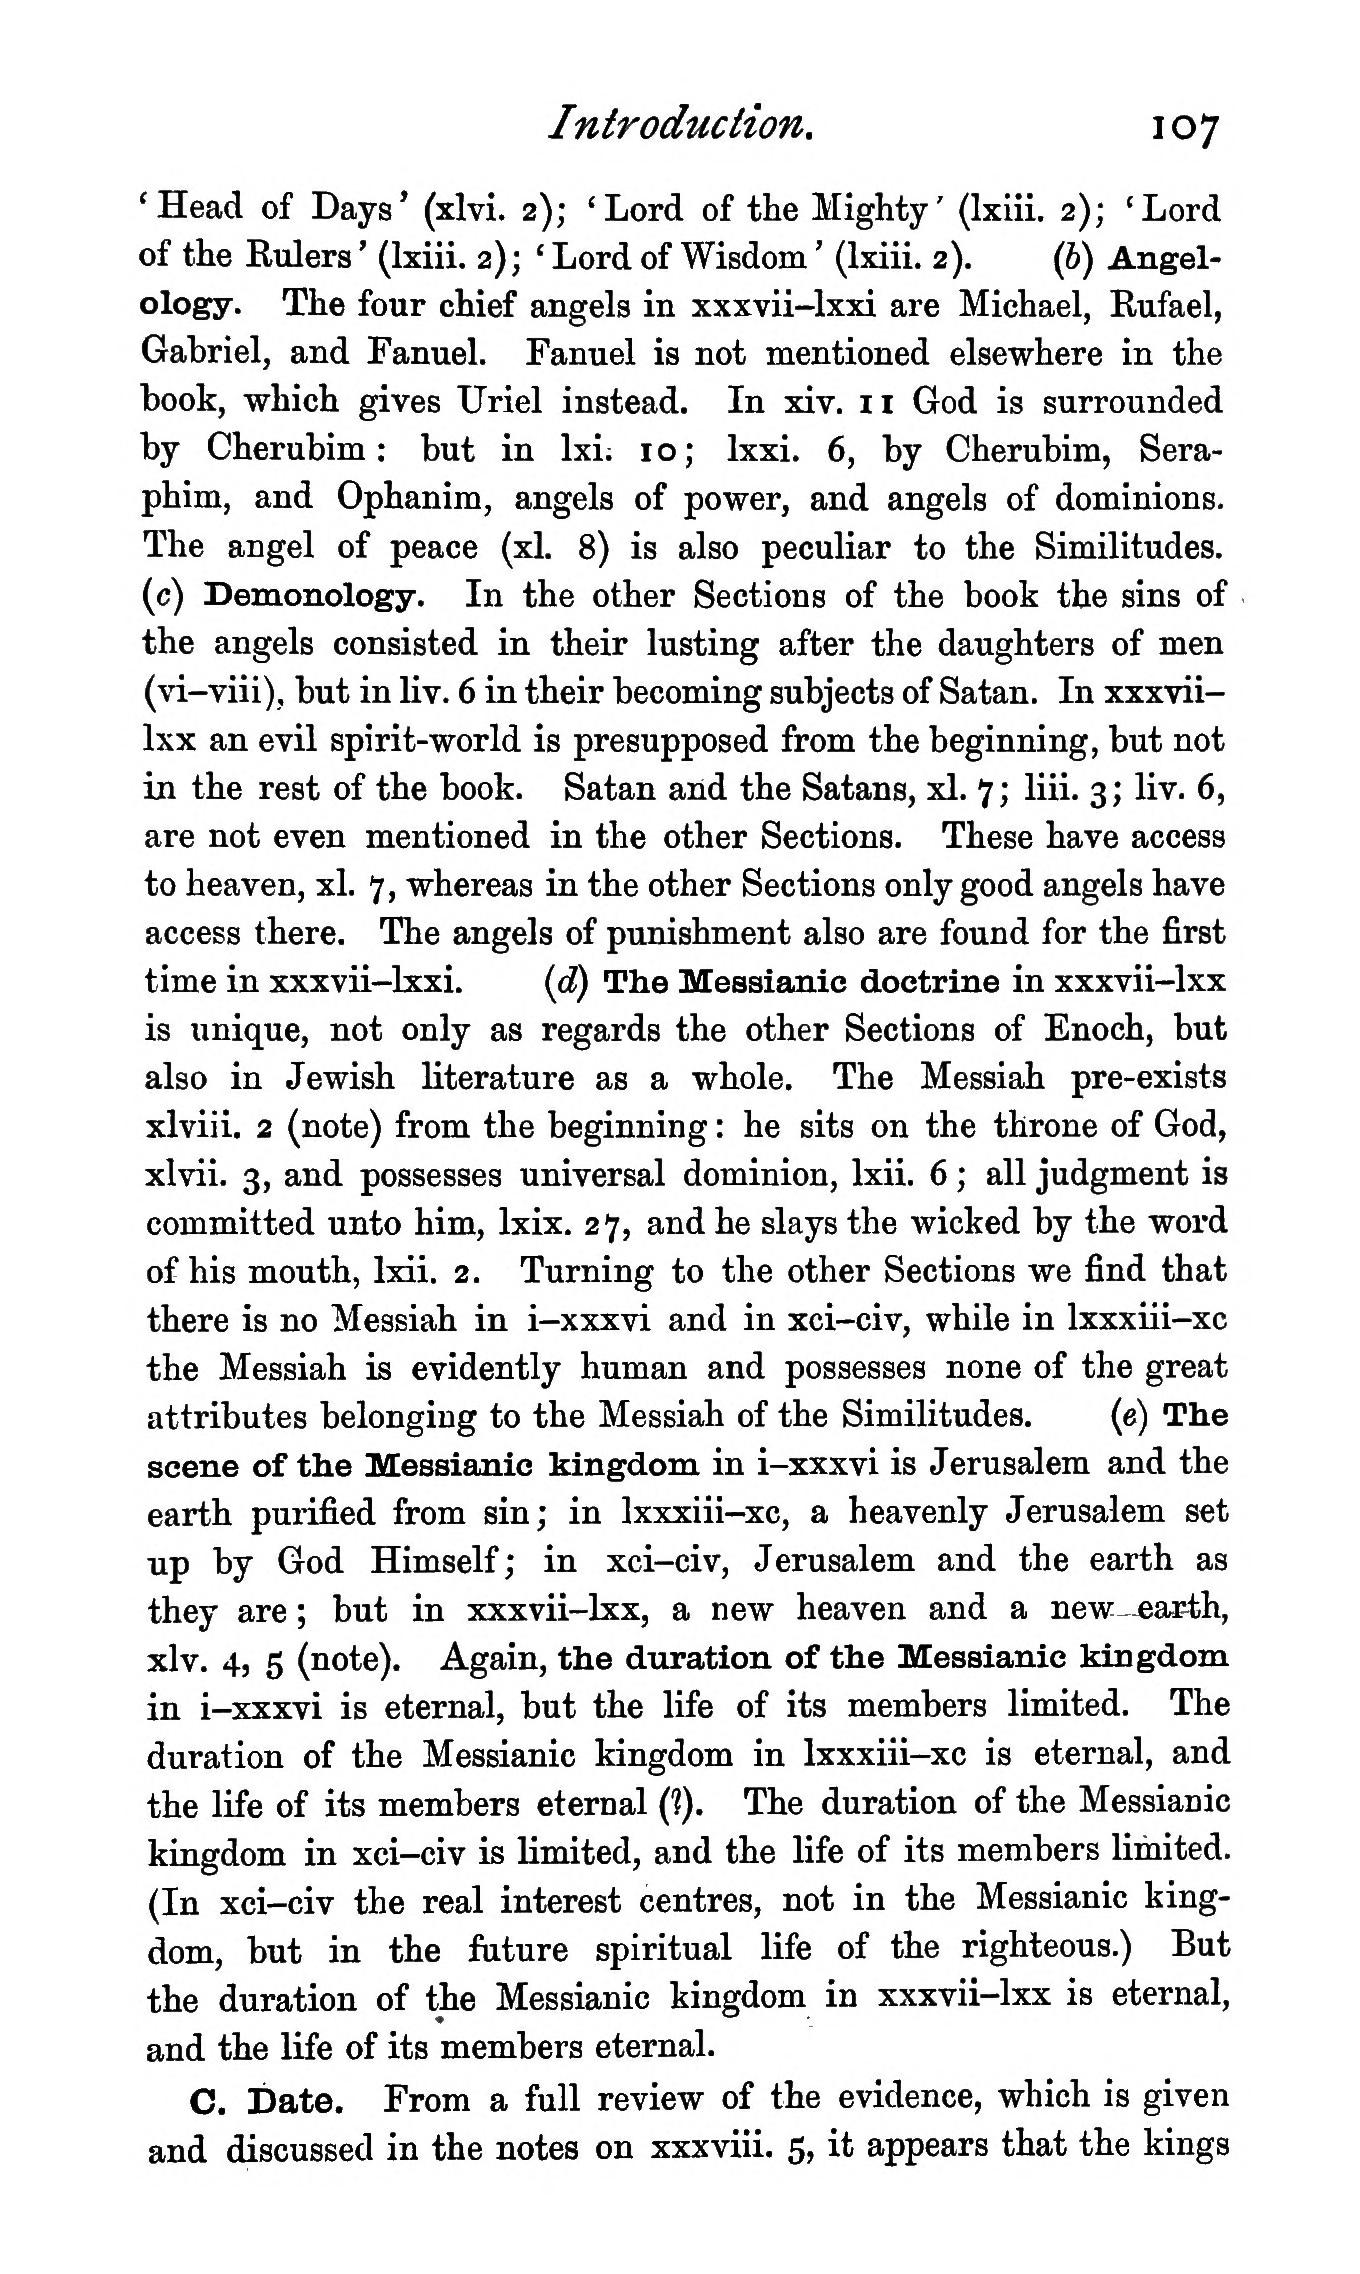 Introduction. 107
‘Head of Days’ (xlvi. 2); ‘Lord of the Mighty’ (lxiii. 2); ‘Lord
of the Rulers’ (lxiii. 2); ‘Lord of Wisdom’ (lxiii. 2). (b) Angel-
ology. The four chief angels in xxxvii–lxxi are Michael, Rufael,
Gabriel, and Fanuel. Fanuel is not mentioned elsewhere in the
book, which gives Uriel instead. In xiv. 11 God is surrounded
by Cherubim: but in lxi. 10; lxxi. 6, by Cherubim, Sera-
phim, and Ophanim, angels of power, and angels of dominions.
The angel of peace (xl. 8) is also peculiar to the Similitudes.
(c) Demonology. In the other Sections of the book the sins of
the angels consisted in their lusting after the daughters of men
(vi–viii), but in liv. 6 in their becoming subjects of Satan. In xxxvii–
lxx an evil spirit-world is presupposed from the beginning, but not
in the rest of the book. Satan and the Satans, xl. 7; liii. 3; liv. 6,
are not even mentioned in the other Sections. These have access
to heaven, xl. 7, whereas in the other Sections only good angels have
access there. The angels of punishment also are found for the first
time in xxxvii–lxxi. (d) The Messianic doctrine in xxxvii–lxx
is unique, not only as regards the other Sections of Enoch, but
also in Jewish literature as a whole. The Messiah pre-exists
xlviii. 2 (note) from the beginning: he sits on the throne of God,
xlvii. 3, and possesses universal dominion, lxii. 6; all judgment is
committed unto him, lxix. 27, and he slays the wicked by the word
of his mouth, lxii. 2. Turning to the other Sections we find that
there is no Messiah in i–xxxvi and in xci–civ, while in lxxxiii–xc
the Messiah is evidently human and possesses none of the great
attributes belonging to the Messiah of the Similitudes. (e) The
scene of the Messianic kingdom in i–xxxvi is Jerusalem and the
earth purified from sin; in lxxxiii–xc, a heavenly Jerusalem set
up by God Himself; in xci–civ, Jerusalem and the earth as
they are; but in xxxvii–lxx, a new heaven and a new earth,
xlv. 4, 5 (note). Again, the duration of the Messianic kingdom
in i–xxxvi is eternal, but the life of its members limited. The
duration of the Messianic kingdom in lxxxiii–xc is eternal, and
the life of its members eternal (?). The duration of the Messianic
kingdom in xci–civ is limited, and the life of its members limited.
(In xci–civ the real interest centres, not in the Messianic king-
dom, but in the future spiritual life of the righteous.) But
the duration of the Messianic kingdom in xxxvii–lxx is eternal,
and the life of its members eternal.
C. Date. From a full review of the evidence, which is given
and discussed in the notes on xxxviii. 5, it appears that the kings